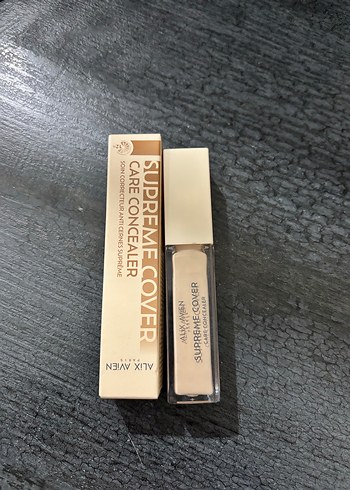 SUPREME COVER
CARE CONCEALER
SOIN CORRECTEUR ANTI CERNES SUPRÊME
ALiX AViEN
PARIS
ALiX AViEN
PARIS
SUPREME COVER
CARE CONCEALER